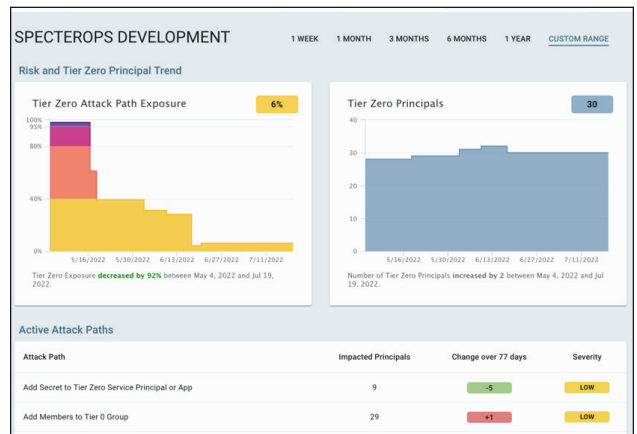 SPECTEROPS DEVELOPMENT
1 WEEK 1 MONTH 3 MONTHS 6 MONTHS 1 YEAR CUSTOM RANGE
Risk and Tier Zero Principal Trend
Tier Zero Attack Path Exposure 6%
100%
95%
80%
40%
0%
5/16/2022 5/30/2022 6/13/2022 6/27/2022 7/11/2022
Tier Zero Exposure decreased by 92% between May 4, 2022 and Jul 19,
2022.
Tier Zero Principals 30
40
30
20
10
0
5/16/2022 5/30/2022 6/13/2022 6/27/2022 7/11/2022
Number of Tier Zero Principals increased by 2 between May 4, 2022 and Jul
19, 2022.
Active Attack Paths
Attack Path Impacted Principals Change over 77 days Severity
Add Secret to Tier Zero Service Principal or App 9 -5 LOW
Add Members to Tier 0 Group 29 +1 LOW